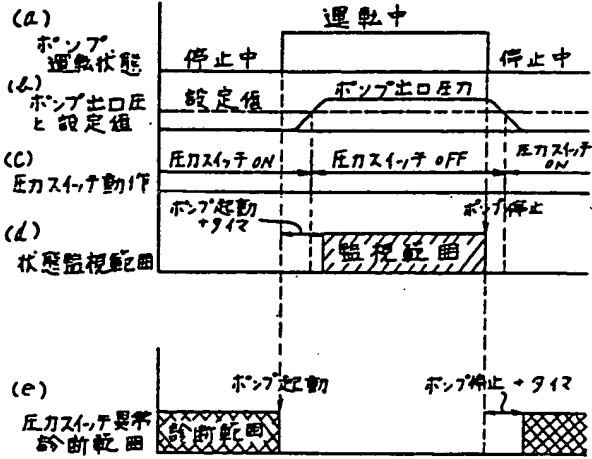 (a)
ポンプ
運転状態
停止中
運転中
停止中
(b)
ポンプ出口圧
と設定値
設定値
ポンプ出口圧力
(c)
圧力スイッチ動作
圧力スイッチON
圧力スイッチOFF
圧力スイッチ
ON
(d)
状態監視範囲
ポンプ起動
+タイマ
監視範囲
ポンプ停止
(e)
圧力スイッチ異常
診断範囲
診断範囲
ポンプ起動
ポンプ停止+タイマ